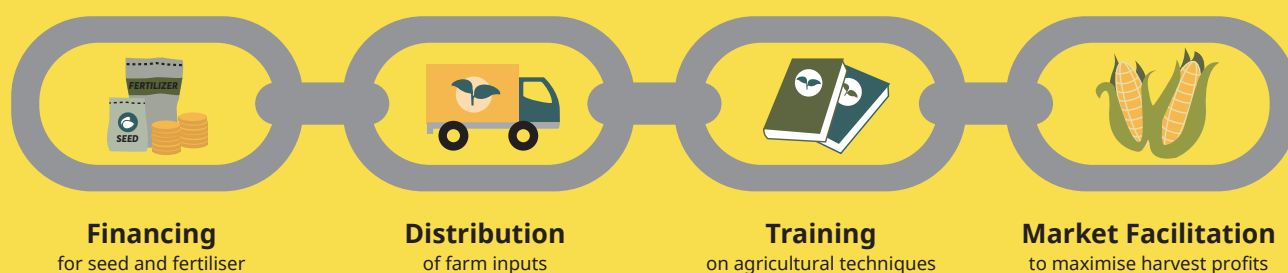 FERTILIZER
SEED
Financing
for seed and fertiliser
Distribution
of farm inputs
Training
on agricultural techniques
Market Facilitation
to maximise harvest profits